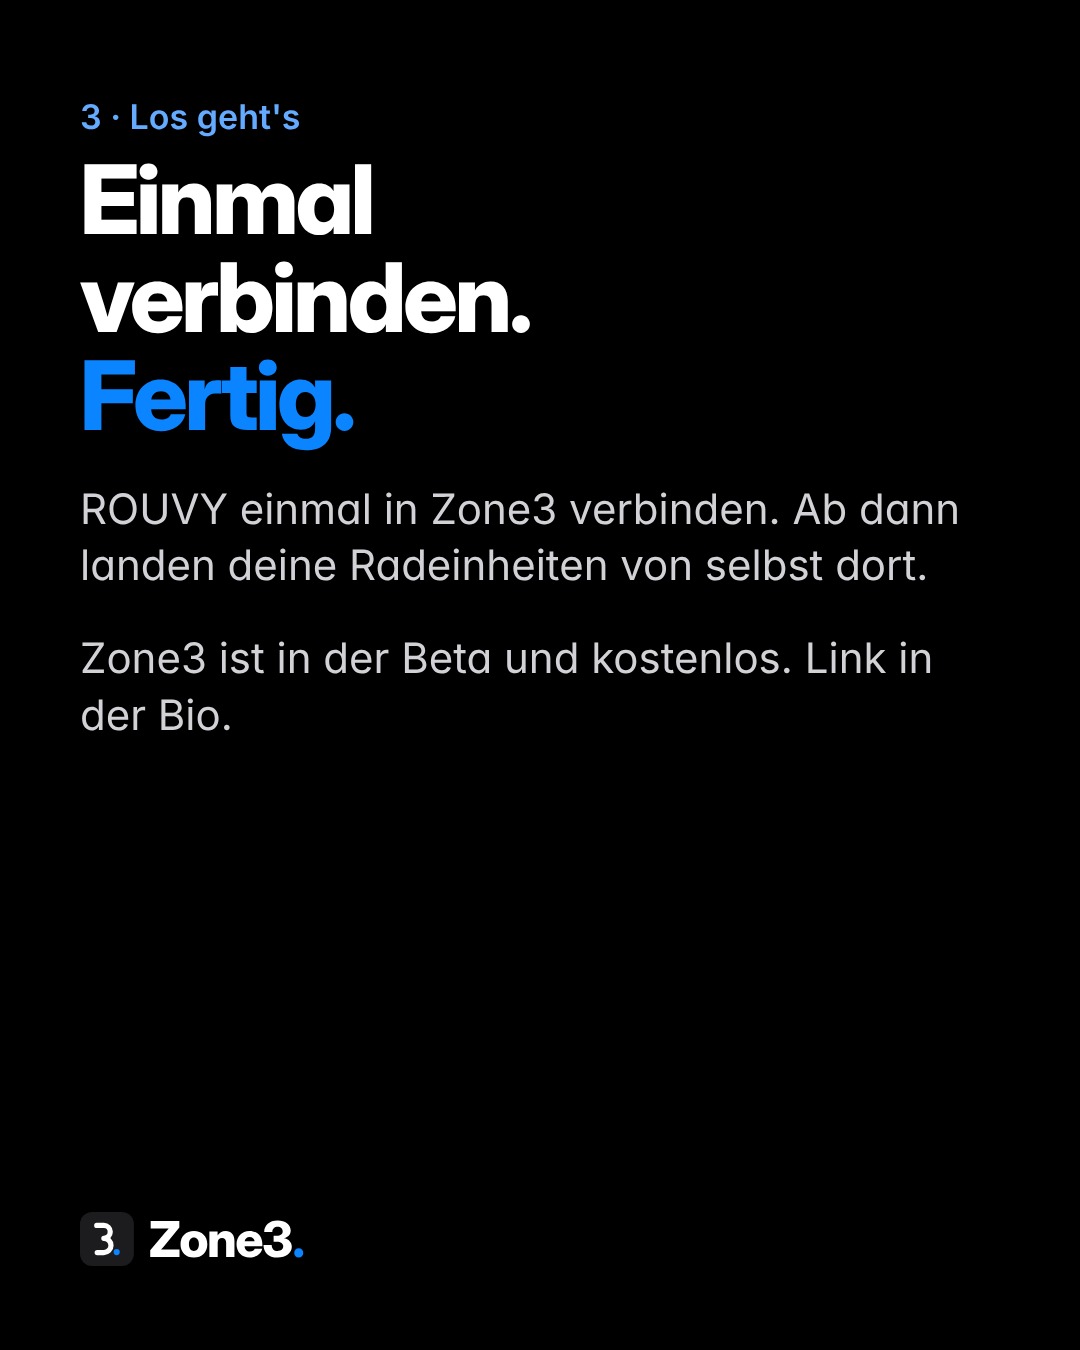 3 · Los geht's
Einmal
verbinden.
Fertig.
ROUVY einmal in Zone3 verbinden. Ab dann
landen deine Radeinheiten von selbst dort.
Zone3 ist in der Beta und kostenlos. Link in
der Bio.
3. Zone3.